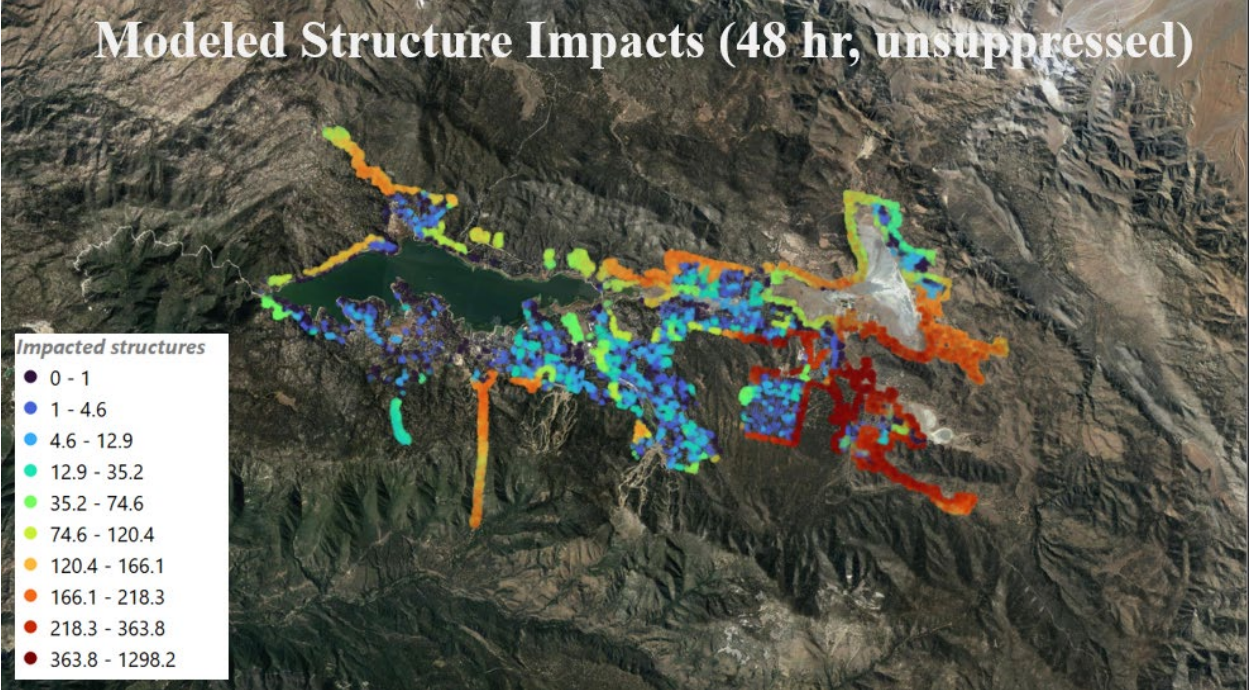 Modeled Structure Impacts (48 hr, unsuppressed)
Impacted structures
0 - 1
1 - 4.6
4.6 - 12.9
12.9 - 35.2
35.2 - 74.6
74.6 - 120.4
120.4 - 166.1
166.1 - 218.3
218.3 - 363.8
363.8 - 1298.2